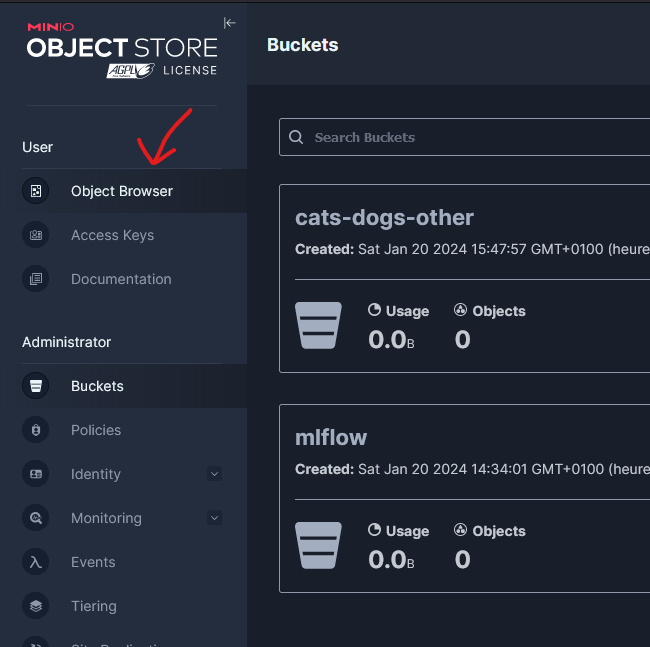 MINIO
OBJECT STORE
AGPL LICENSE
User
Object Browser
Access Keys
Documentation
Administrator
Buckets
Policies
Identity
Monitoring
Events
Tiering
Buckets
Search Buckets
cats-dogs-other
Created: Sat Jan 20 2024 15:47:57 GMT+0100 (heure
Usage Objects
0.0B 0
mlflow
Created: Sat Jan 20 2024 14:34:01 GMT+0100 (heure
Usage Objects
0.0B 0